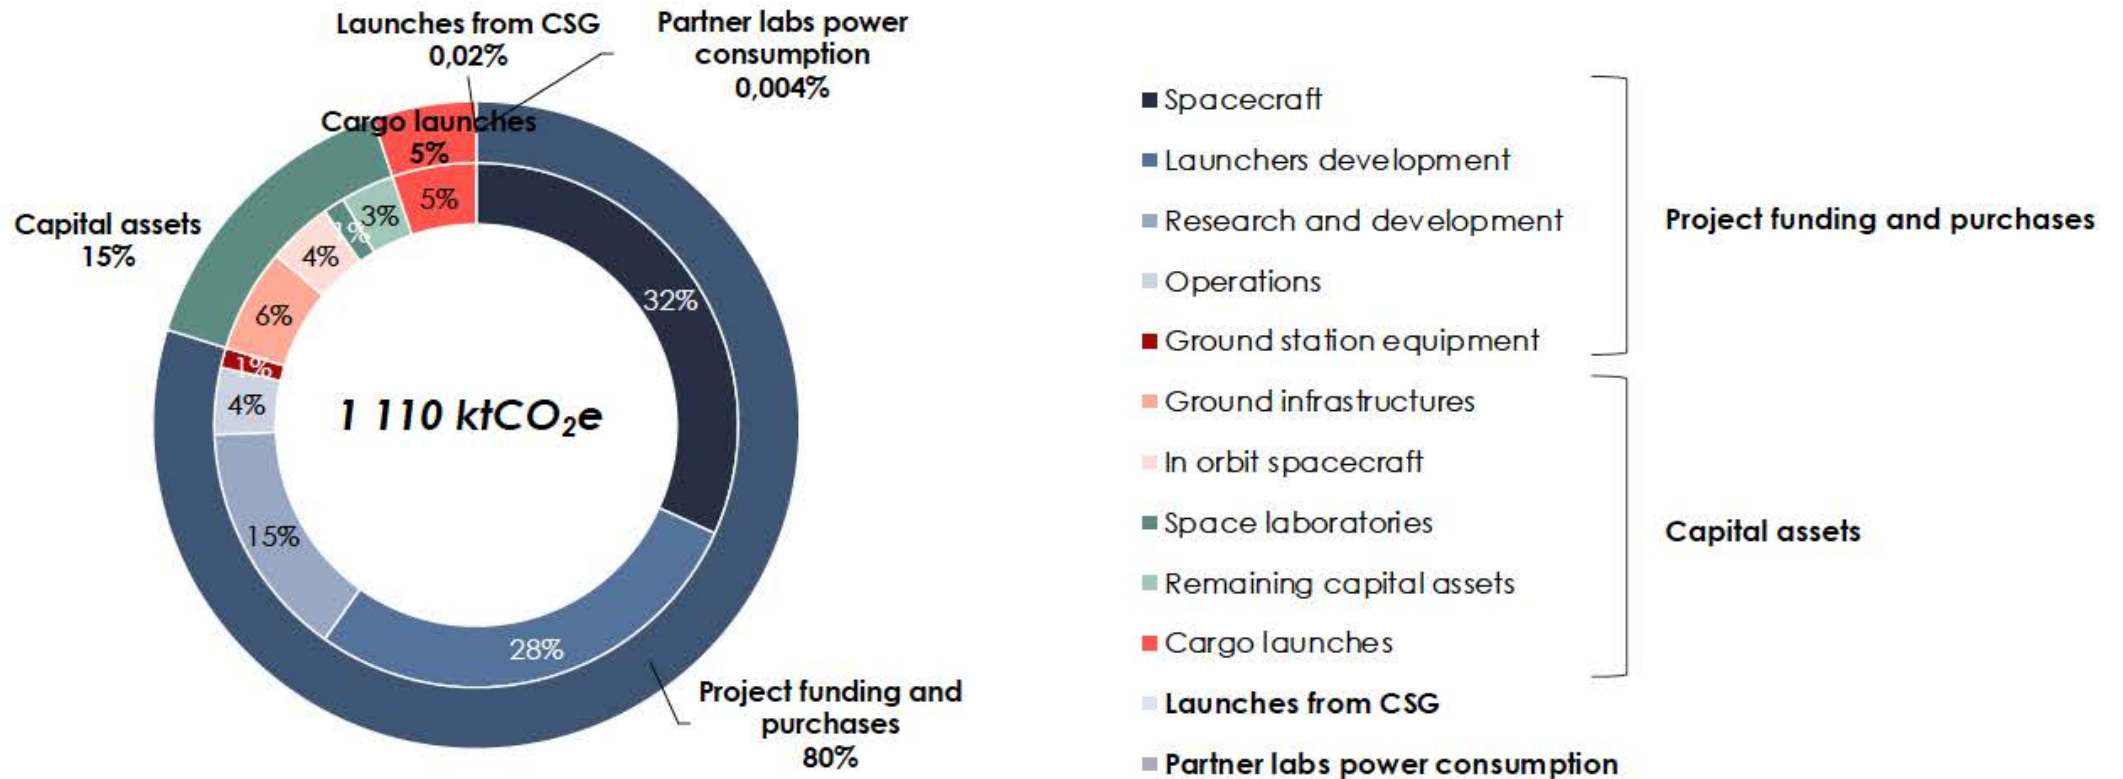 Launches from CSG
0,02%
Partner labs power
consumption
0,004%
Cargo launches
5%
Capital assets
15%
5%
3%
1%
4%
6%
1%
4%
15%
28%
32%
1 110 ktCO₂e
Project funding and
purchases
80%
Spacecraft
Launchers development
Research and development
Operations
Ground station equipment
Ground infrastructures
In orbit spacecraft
Space laboratories
Remaining capital assets
Cargo launches
Launches from CSG
Partner labs power consumption
Project funding and purchases
Capital assets